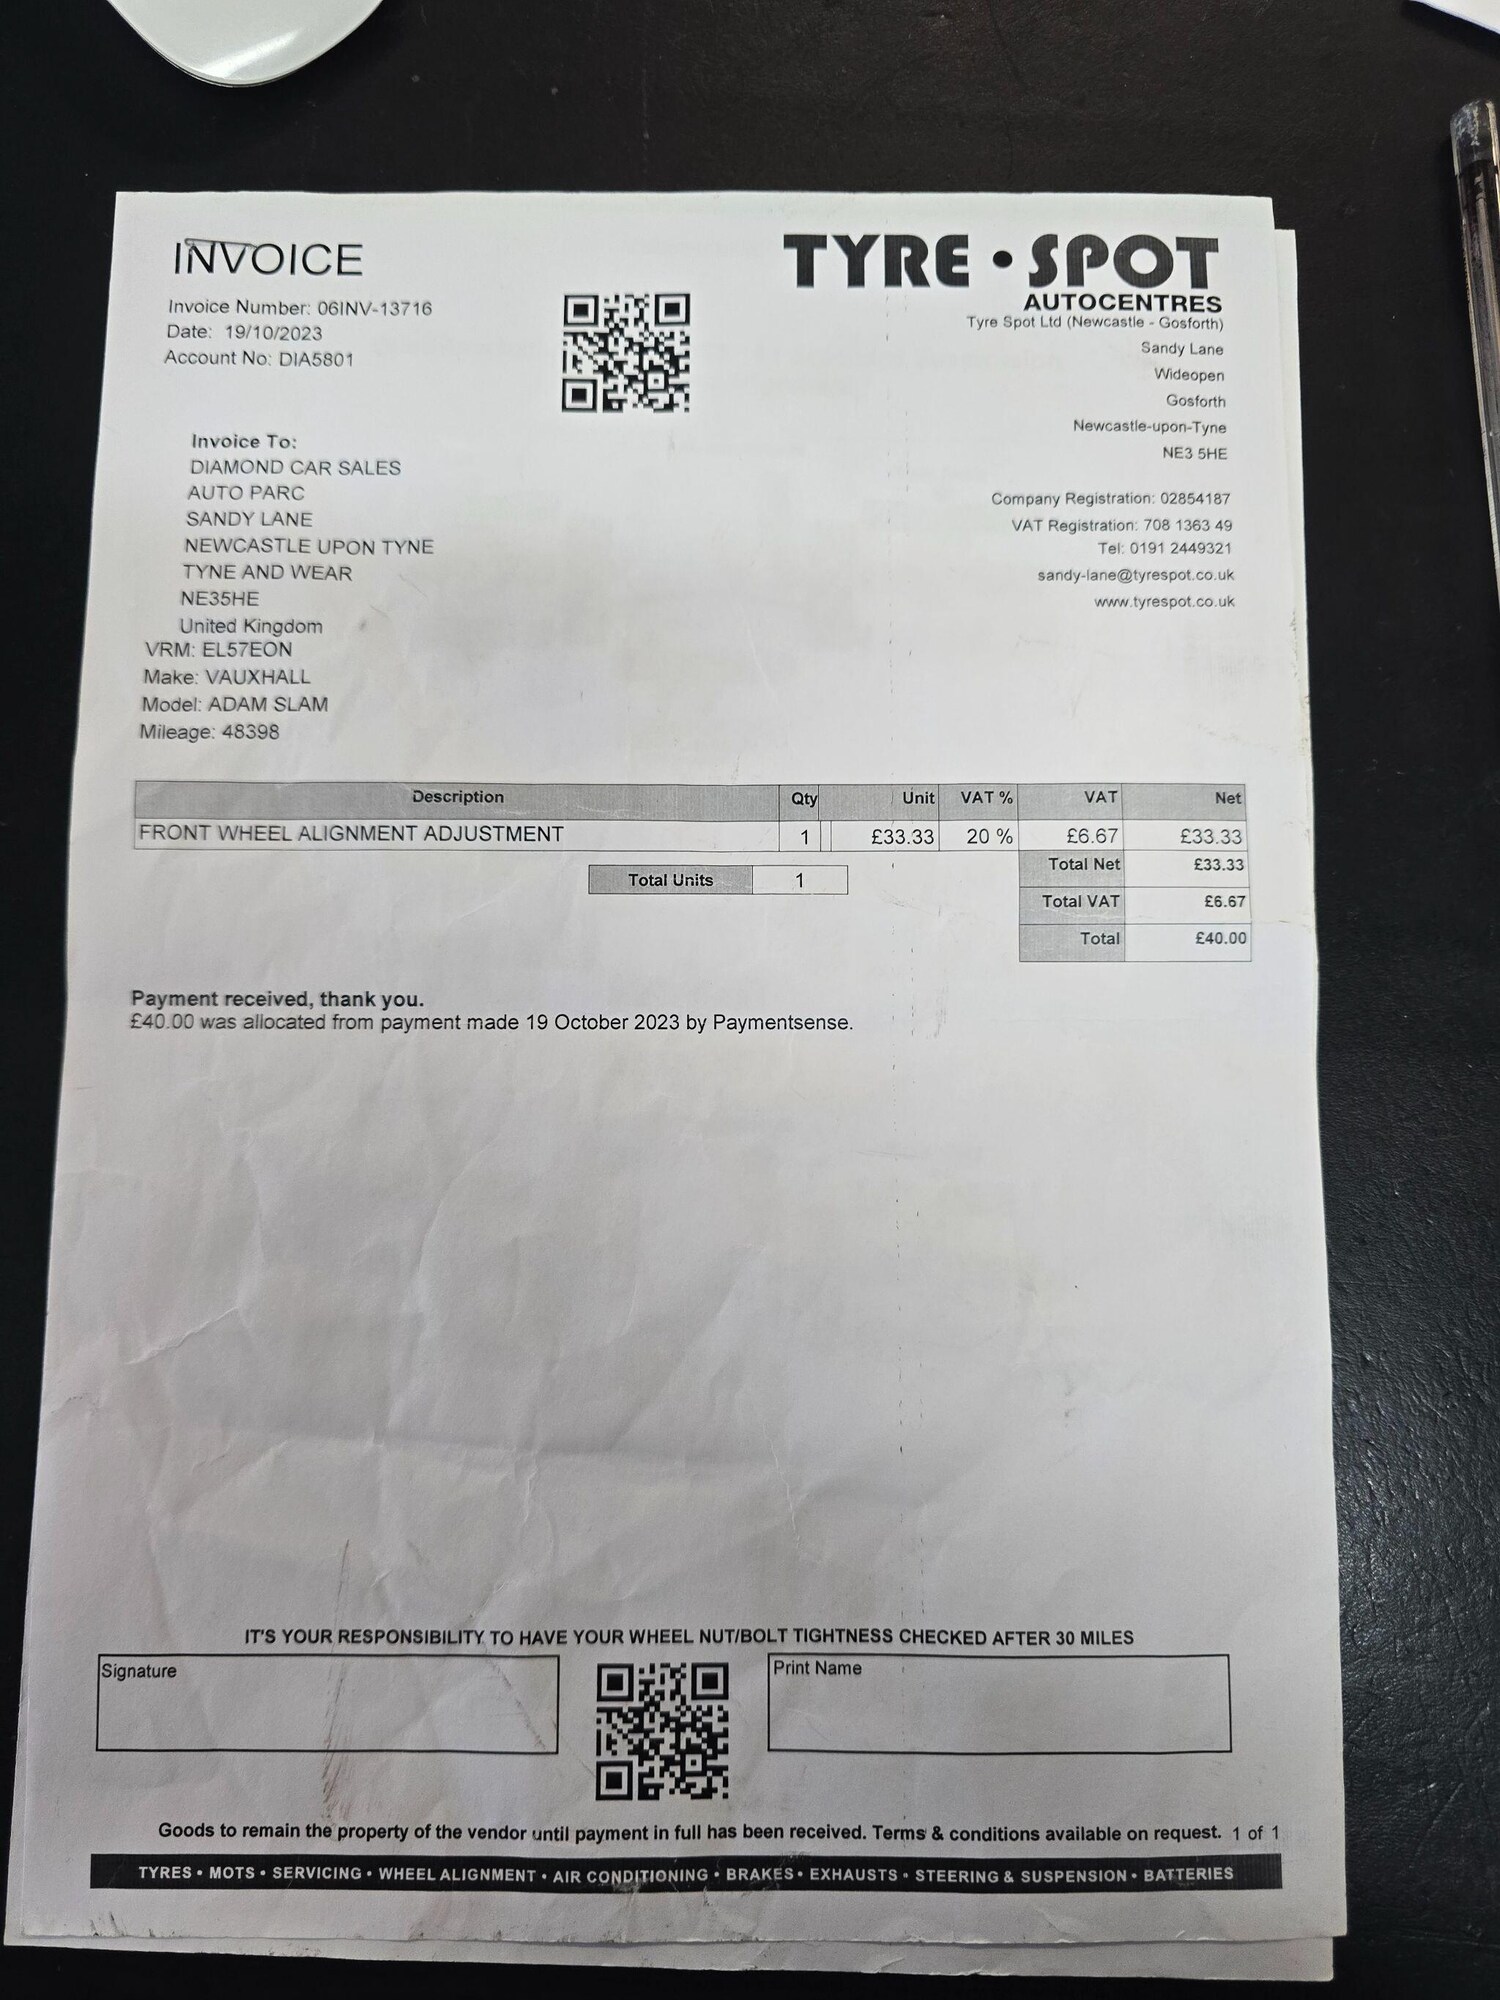 INVOICE
Invoice Number: 06INV-13716
Date: 19/10/2023
Account No: DIA5801
TYRE • SPOT
AUTOCENTRES
Tyre Spot Ltd (Newcastle - Gosforth)
Sandy Lane
Wideopen
Gosforth
Newcastle-upon-Tyne
NE3 5HE
Company Registration: 02854187
VAT Registration: 708 1363 49
Tel: 0191 2449321
sandy-lane@tyrespot.co.uk
www.tyrespot.co.uk
Invoice To:
DIAMOND CAR SALES
AUTO PARC
SANDY LANE
NEWCASTLE UPON TYNE
TYNE AND WEAR
NE35HE
United Kingdom
VRM: EL57EON
Make: VAUXHALL
Model: ADAM SLAM
Mileage: 48398
Description Qty Unit VAT % VAT Net
FRONT WHEEL ALIGNMENT ADJUSTMENT 1 £33.33 20 % £6.67 £33.33
Total Net £33.33
Total Units 1
Total VAT £6.67
Total £40.00
Payment received, thank you.
£40.00 was allocated from payment made 19 October 2023 by Paymentsense.
IT'S YOUR RESPONSIBILITY TO HAVE YOUR WHEEL NUT/BOLT TIGHTNESS CHECKED AFTER 30 MILES
Signature
Print Name
Goods to remain the property of the vendor until payment in full has been received. Terms & conditions available on request. 1 of 1
TYRES • MOTS • SERVICING • WHEEL ALIGNMENT • AIR CONDITIONING • BRAKES • EXHAUSTS • STEERING & SUSPENSION • BATTERIES